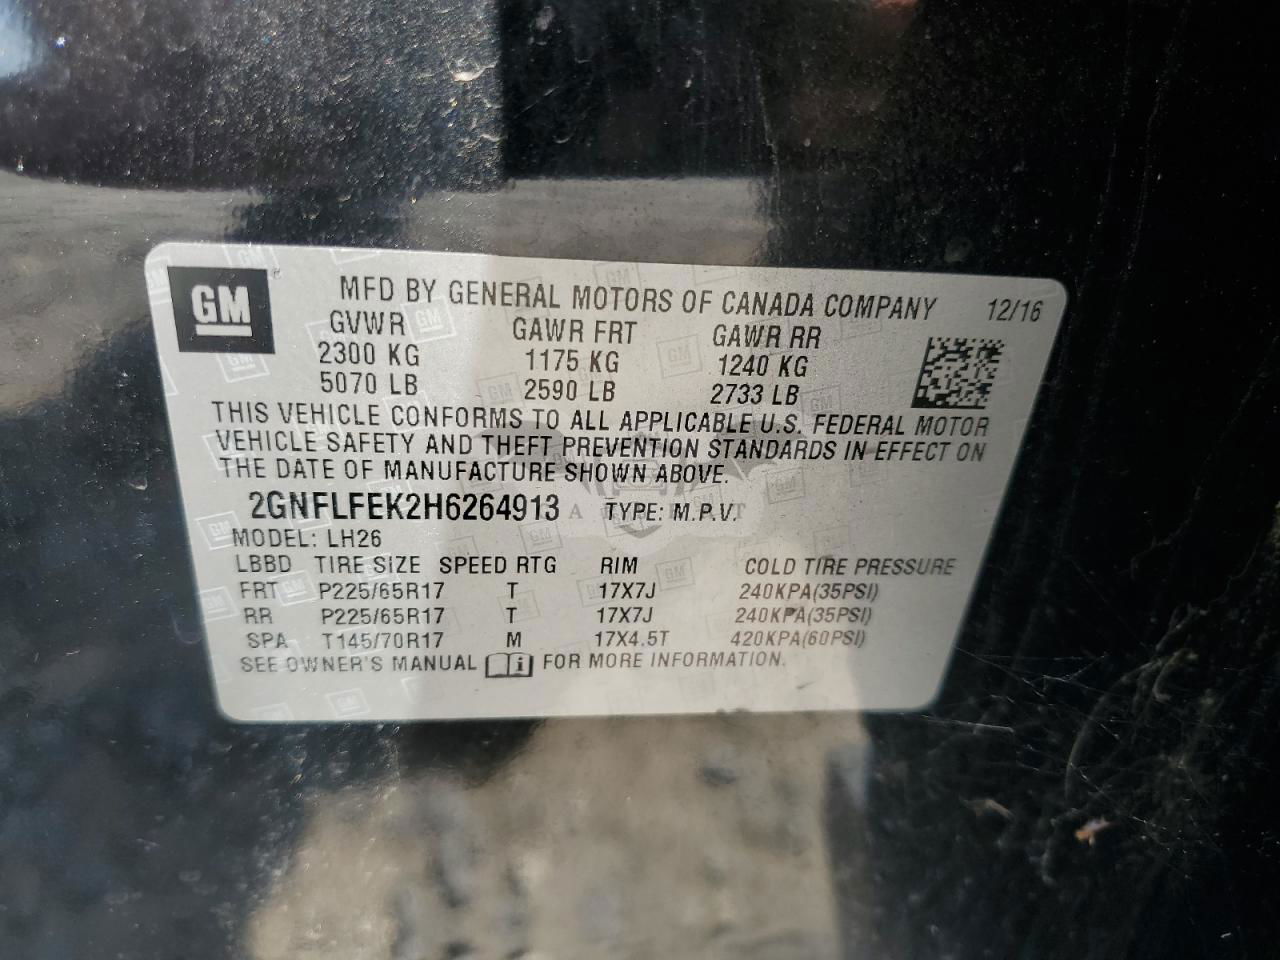 GM
MFD BY GENERAL MOTORS OF CANADA COMPANY 12/16
GVWR GAWR FRT GAWR RR
2300 KG 1175 KG 1240 KG
5070 LB 2590 LB 2733 LB
THIS VEHICLE CONFORMS TO ALL APPLICABLE U.S. FEDERAL MOTOR
VEHICLE SAFETY AND THEFT PREVENTION STANDARDS IN EFFECT ON
THE DATE OF MANUFACTURE SHOWN ABOVE.
2GNFLFEK2H6264913 TYPE: M.P.V.
MODEL: LH26
LBBD TIRE SIZE SPEED RTG RIM COLD TIRE PRESSURE
FRT P225/65R17 T 17X7J 240KPA(35PSI)
RR P225/65R17 T 17X7J 240KPA(35PSI)
SPA T145/70R17 M 17X4.5T 420KPA(60PSI)
SEE OWNER'S MANUAL FOR MORE INFORMATION.